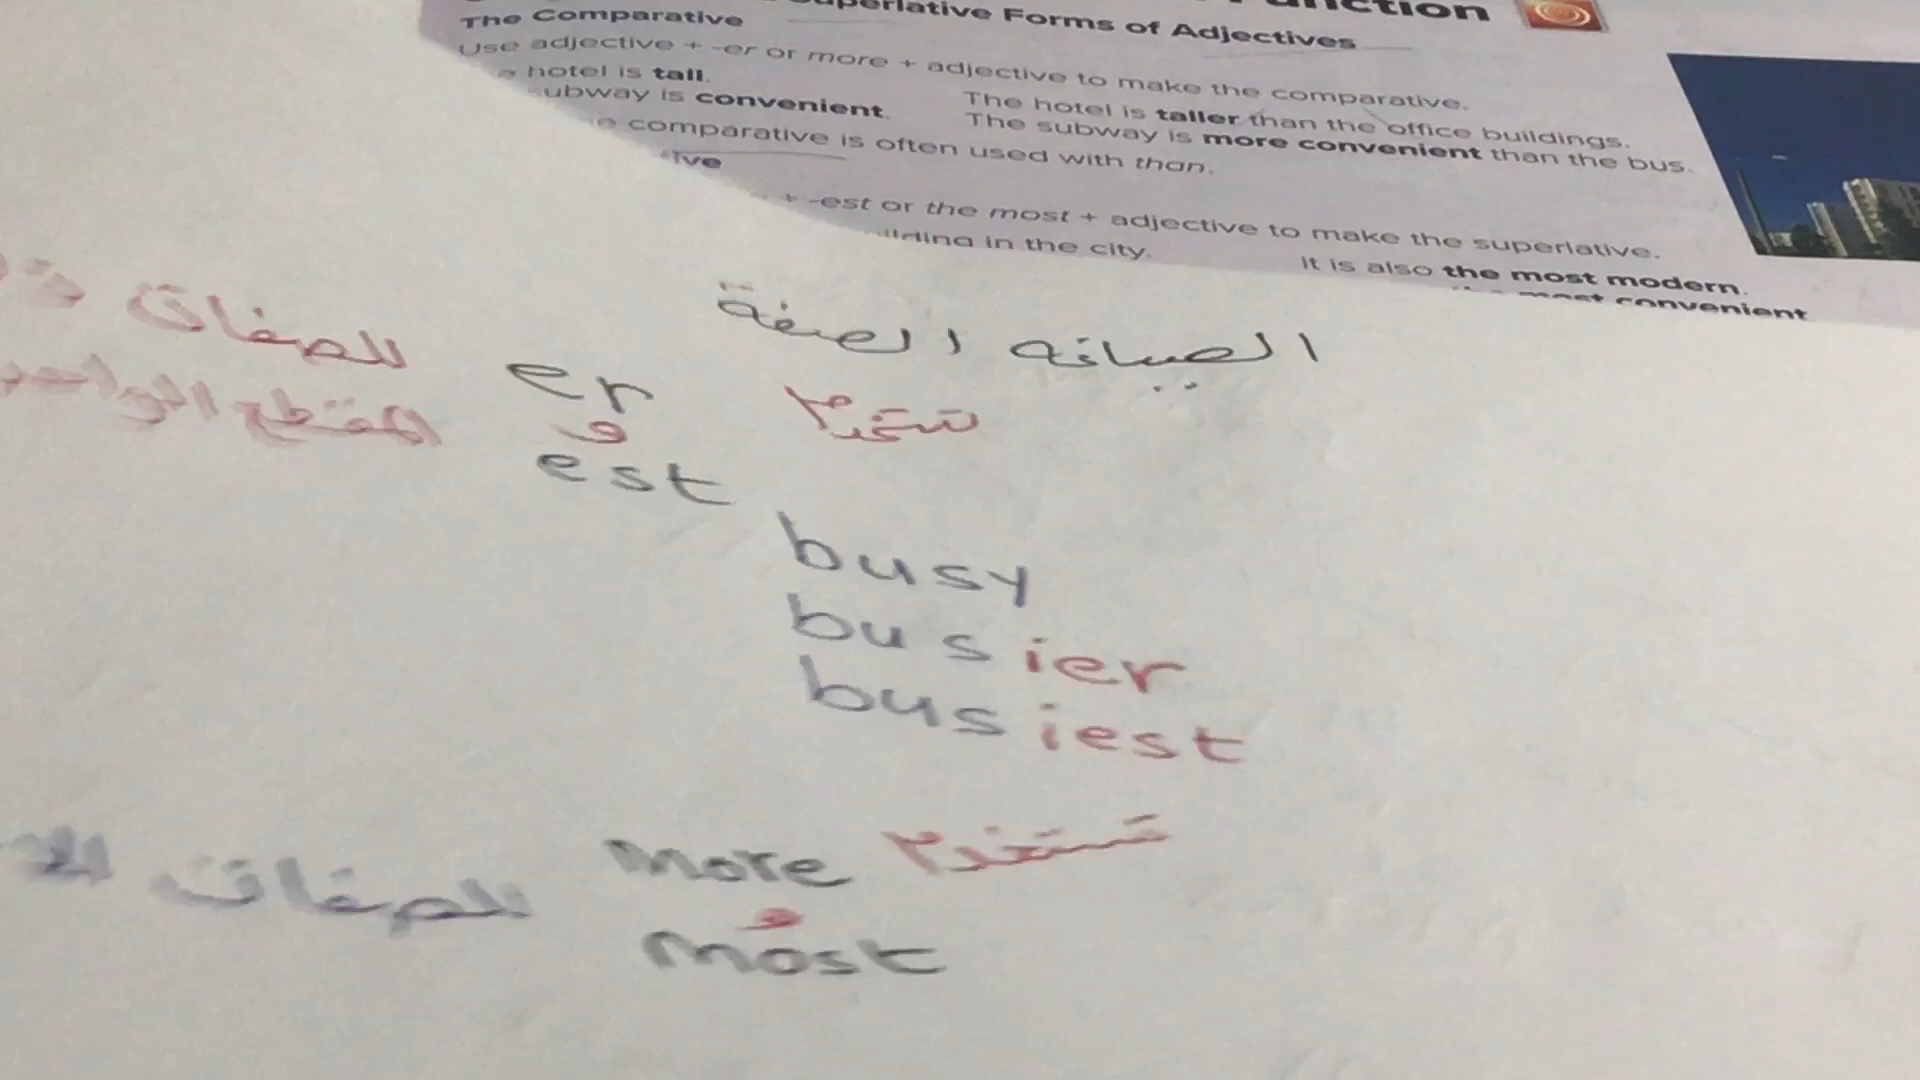 Superlative Forms of Adjectives
The Comparative
Use adjective + -er or more + adjective to make the comparative.
hotel is tall.
The hotel is taller than the office buildings.
subway is convenient.
The subway is more convenient than the bus.
comparative is often used with than.
+ -est or the most + adjective to make the superlative.
in the city.
It is also the most modern.
most convenient
الصفة
للصفات
er
تستخدم
المقطع الواحد
و
est
busy
busier
busiest
تستخدم more للصفات
و
most